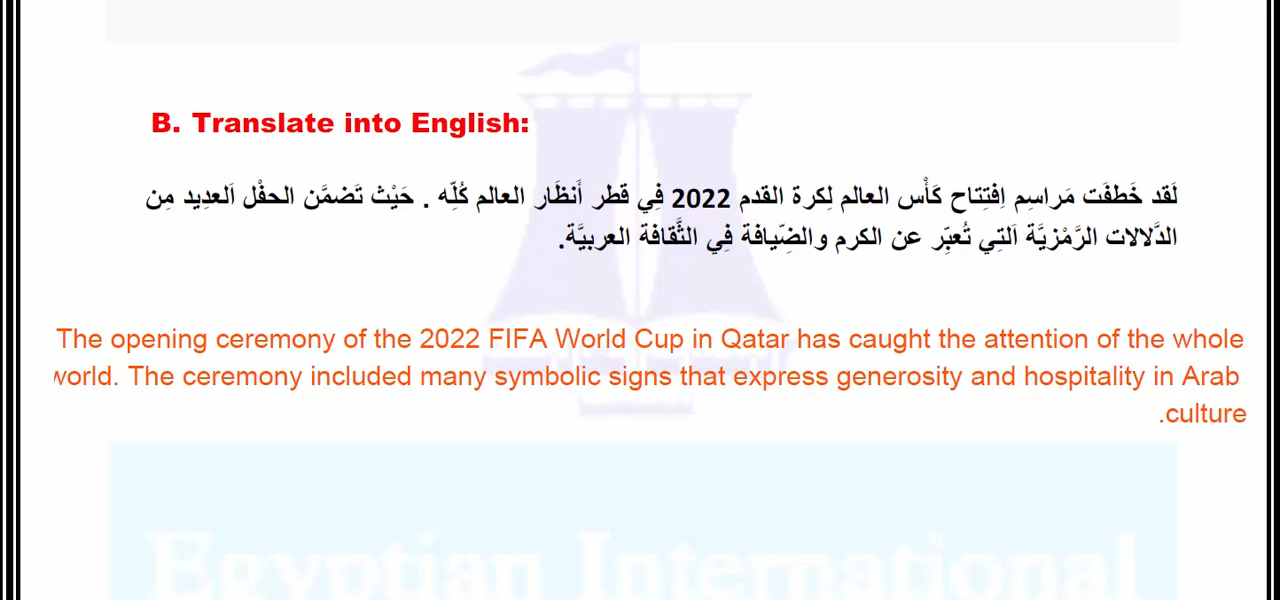 B. Translate into English:
لَقد خَطفَت مَراسِم اِفتِتاح كَأْس العالم لِكرة القدم 2022 فِي قطر أَنظَار العالم كُلِّه . حَيْث تَضمَّن الحفْل اَلعدِيد مِن
الدَّلالات الرَّمْزيَّة اَلتِي تُعبِّر عن الكرم والضِّيافة فِي الثَّقافة العربيَّة.
The opening ceremony of the 2022 FIFA World Cup in Qatar has caught the attention of the whole
world. The ceremony included many symbolic signs that express generosity and hospitality in Arab
.culture
Egyptian International